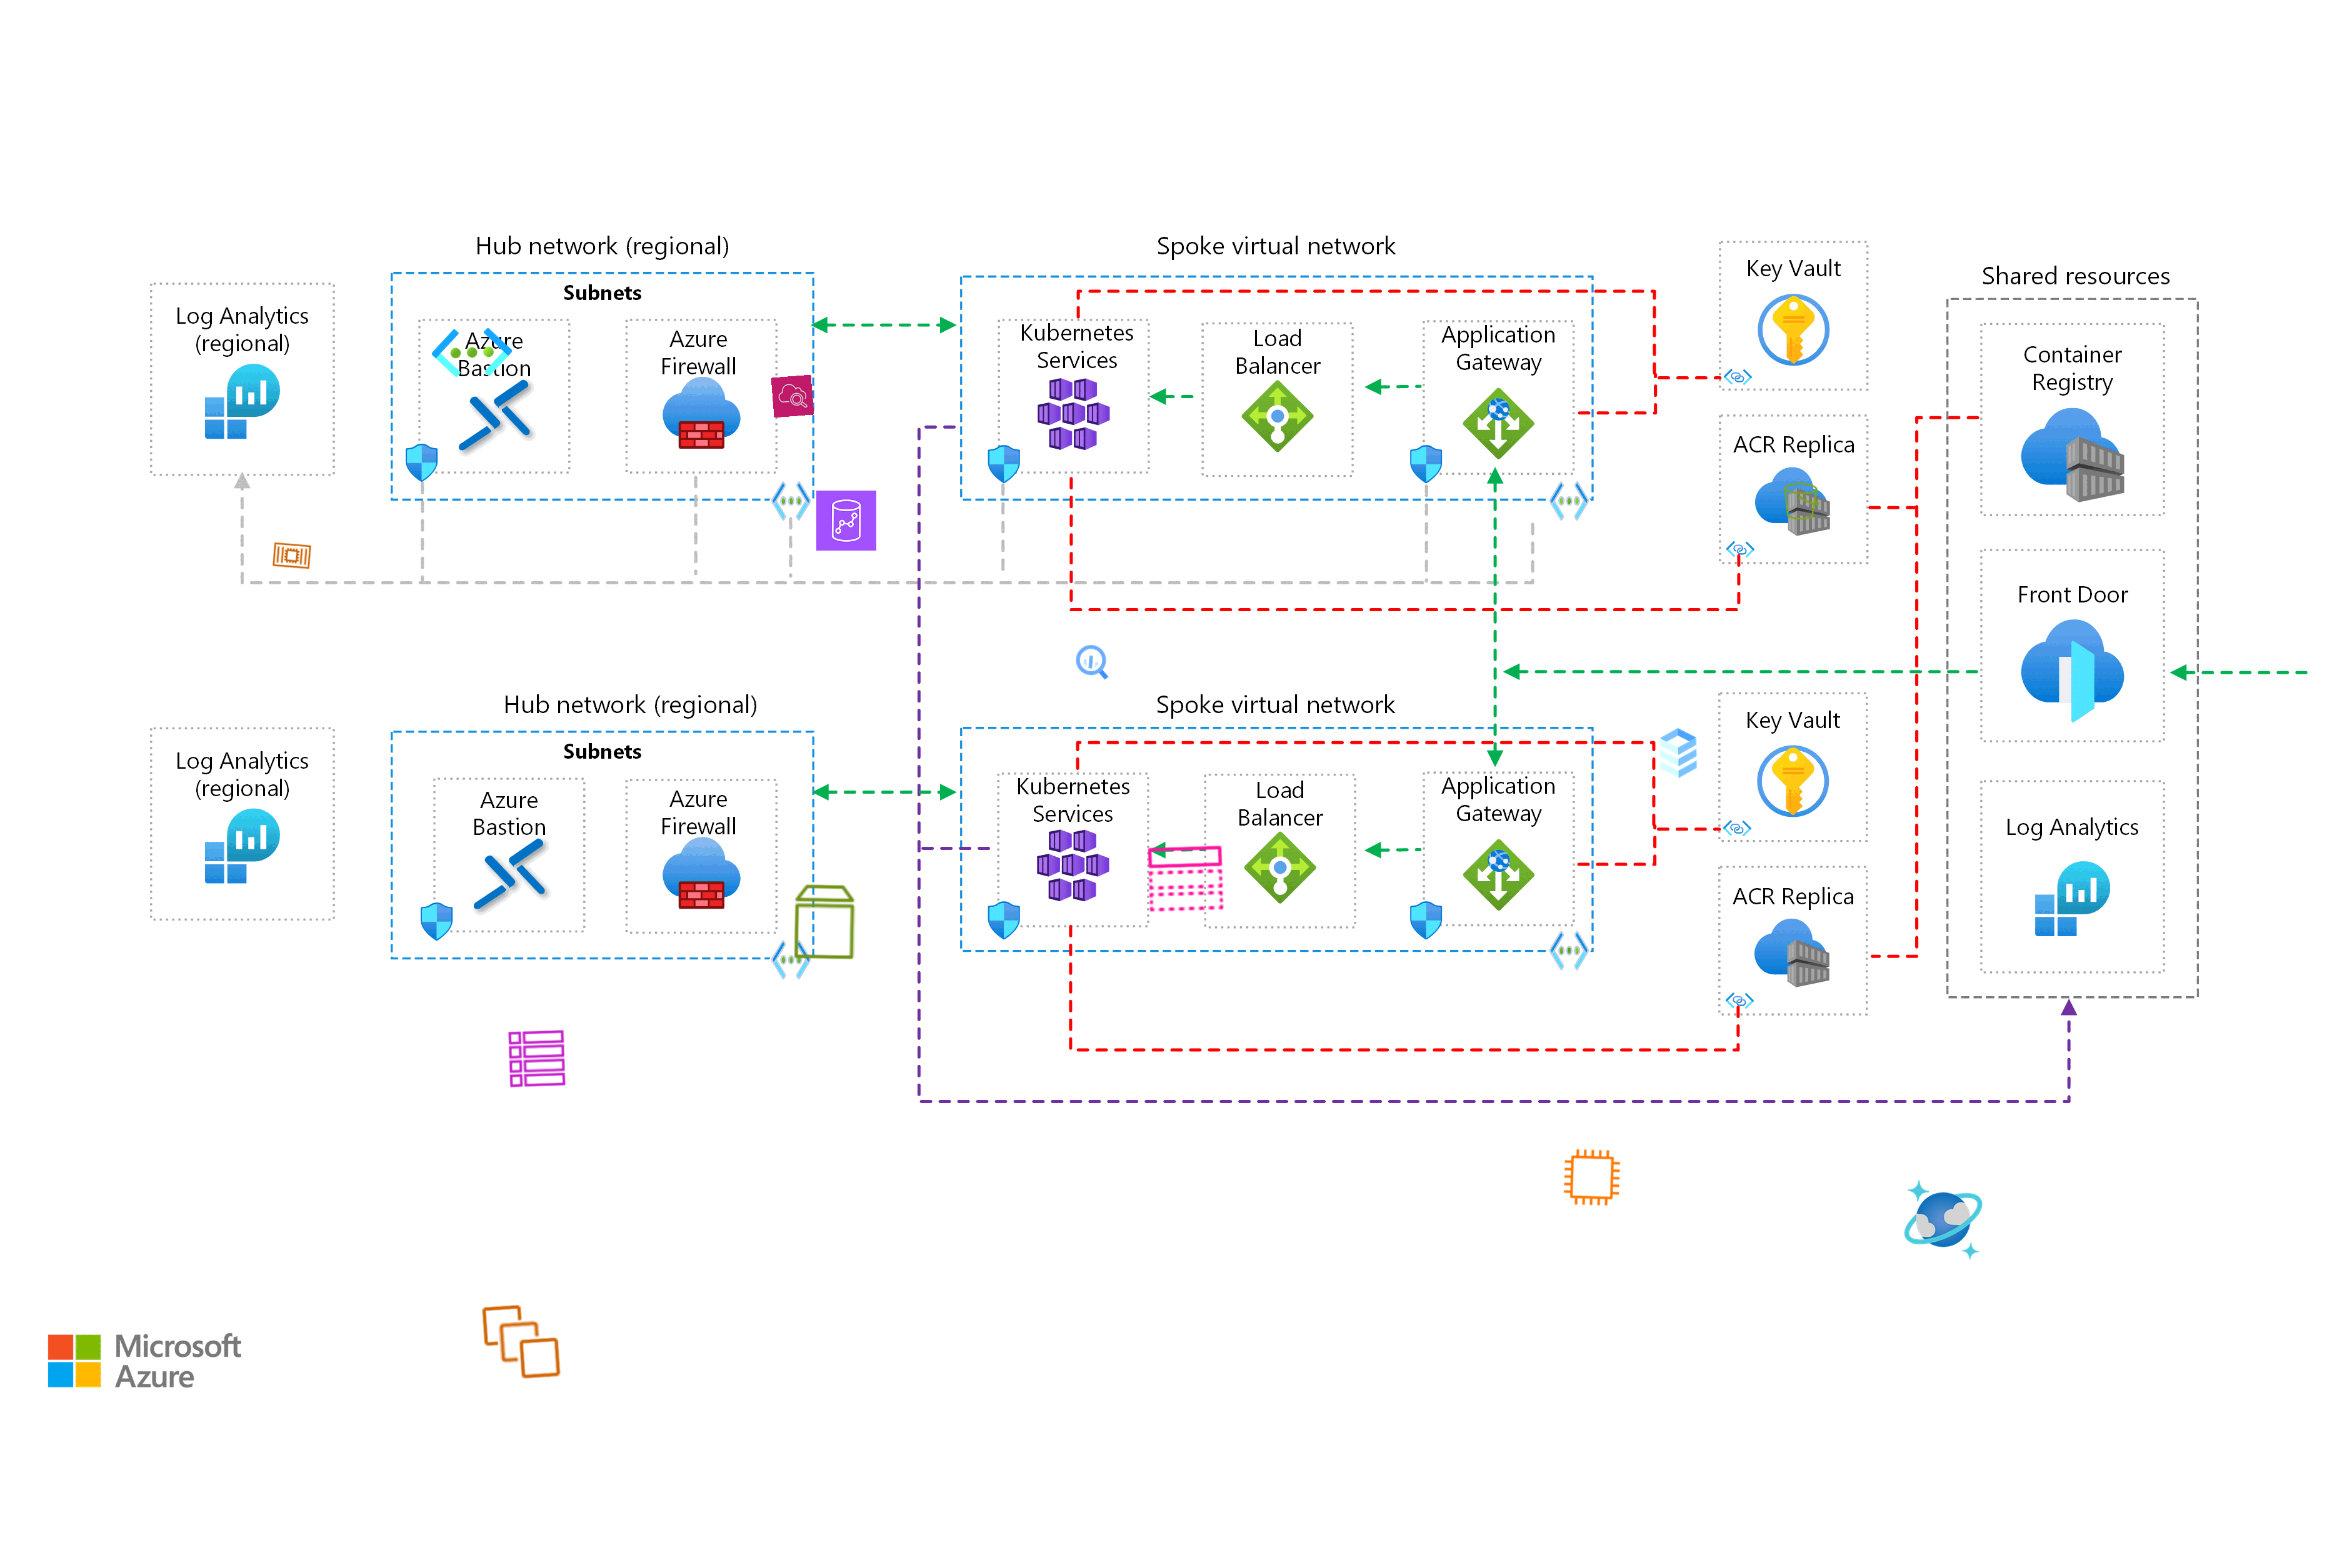 Hub network (regional)
Subnets
Log Analytics
(regional)
Azure
Bastion
Azure
Firewall
Spoke virtual network
Kubernetes
Services
Load
Balancer
Application
Gateway
Key Vault
ACR Replica
Shared resources
Container
Registry
Front Door
Log Analytics
Hub network (regional)
Subnets
Log Analytics
(regional)
Azure
Bastion
Azure
Firewall
Spoke virtual network
Kubernetes
Services
Load
Balancer
Application
Gateway
Key Vault
ACR Replica
Microsoft
Azure